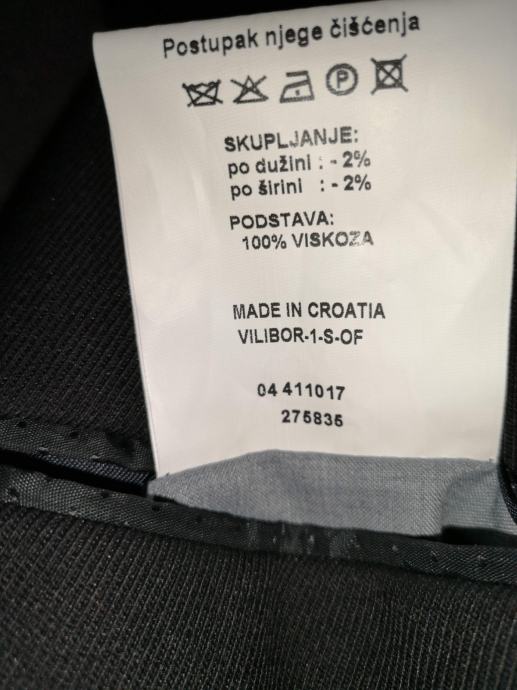 Postupak njege čišćenja
P
SKUPLJANJE:
po dužini : - 2%
po širini : - 2%
PODSTAVA:
100% VISKOZA
MADE IN CROATIA
VILIBOR-1-S-OF
04 411017
275835